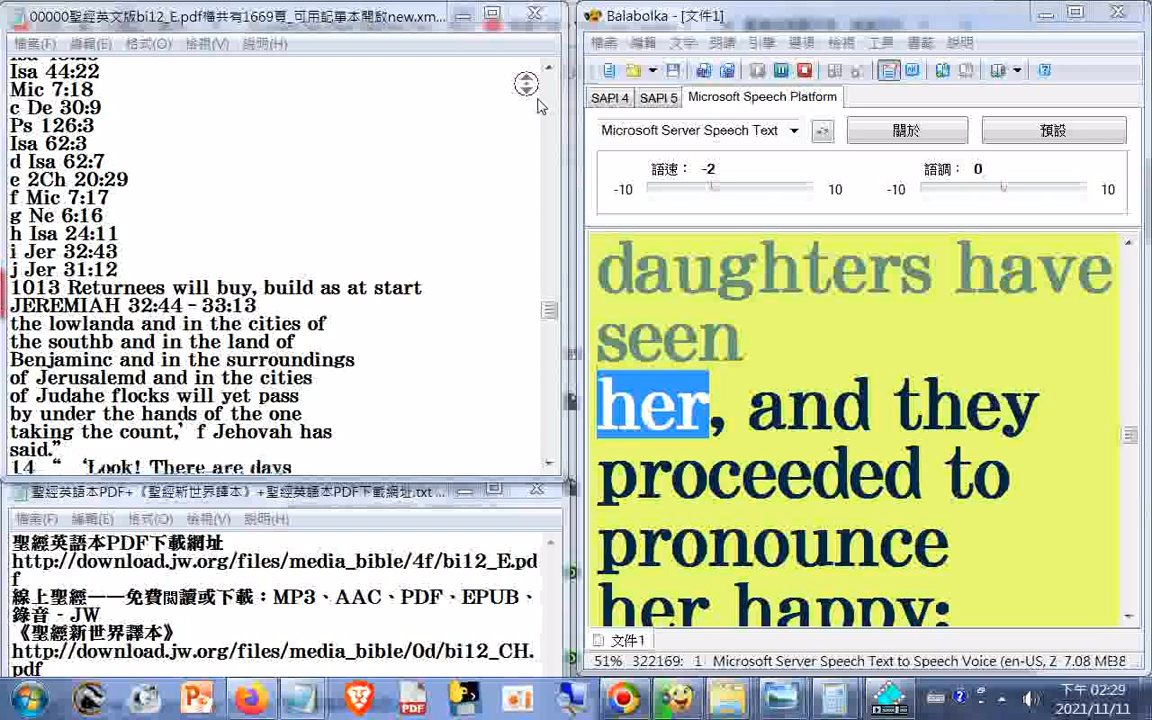 00000聖經英文版bi12_E.pdf檔共有1669頁_可用記事本開啟new.xm...
檔案(F) 編輯(E) 格式(O) 檢視(V) 說明(H)
Isa 44:22
Mic 7:18
c De 30:9
Ps 126:3
Isa 62:3
d Isa 62:7
e 2Ch 20:29
f Mic 7:17
g Ne 6:16
h Isa 24:11
i Jer 32:43
j Jer 31:12
1013 Returnees will buy, build as at start
JEREMIAH 32:44–33:13
the lowlanda and in the cities of
the southb and in the land of
Benjaminc and in the surroundings
of Jerusalemd and in the cities
of Judahe flocks will yet pass
by under the hands of the one
taking the count,’ f Jehovah has
said.”
14 “ ‘Look! There are days
聖經英語本PDF+《聖經新世界譯本》+聖經英語本PDF下載網址.txt ...
檔案(F) 編輯(E) 格式(O) 檢視(V) 說明(H)
聖經英語本PDF下載網址
http://download.jw.org/files/media_bible/4f/bi12_E.pd
f
線上聖經——免費閱讀或下載：MP3、AAC、PDF、EPUB、
錄音 - JW
《聖經新世界譯本》
http://download.jw.org/files/media_bible/0d/bi12_CH.
pdf
Balabolka - [文件1]
檔案 編輯 文字 朗讀 引擎 選項 檢視 工具 書籤 說明
SAPI 4 SAPI 5 Microsoft Speech Platform
Microsoft Server Speech Text 關於 預設
語速： -2 語調： 0
-10 10 -10 10
daughters have
seen
her, and they
proceeded to
pronounce
her happy;
文件1
51% 322169: 1 Microsoft Server Speech Text to Speech Voice (en-US, Z 7.08 MB
PDF
下午 02:29
2021/11/11